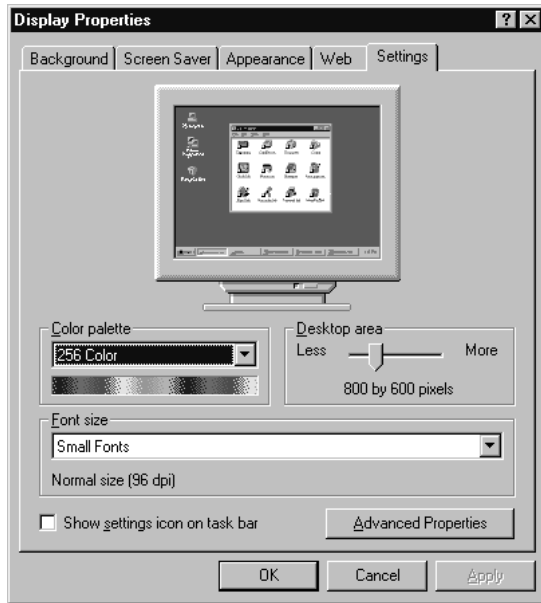 Display Properties
Background Screen Saver Appearance Web Settings
Color palette
256 Color
Desktop area
Less More
800 by 600 pixels
Font size
Small Fonts
Normal size (96 dpi)
Show settings icon on task bar
Advanced Properties
OK Cancel Apply